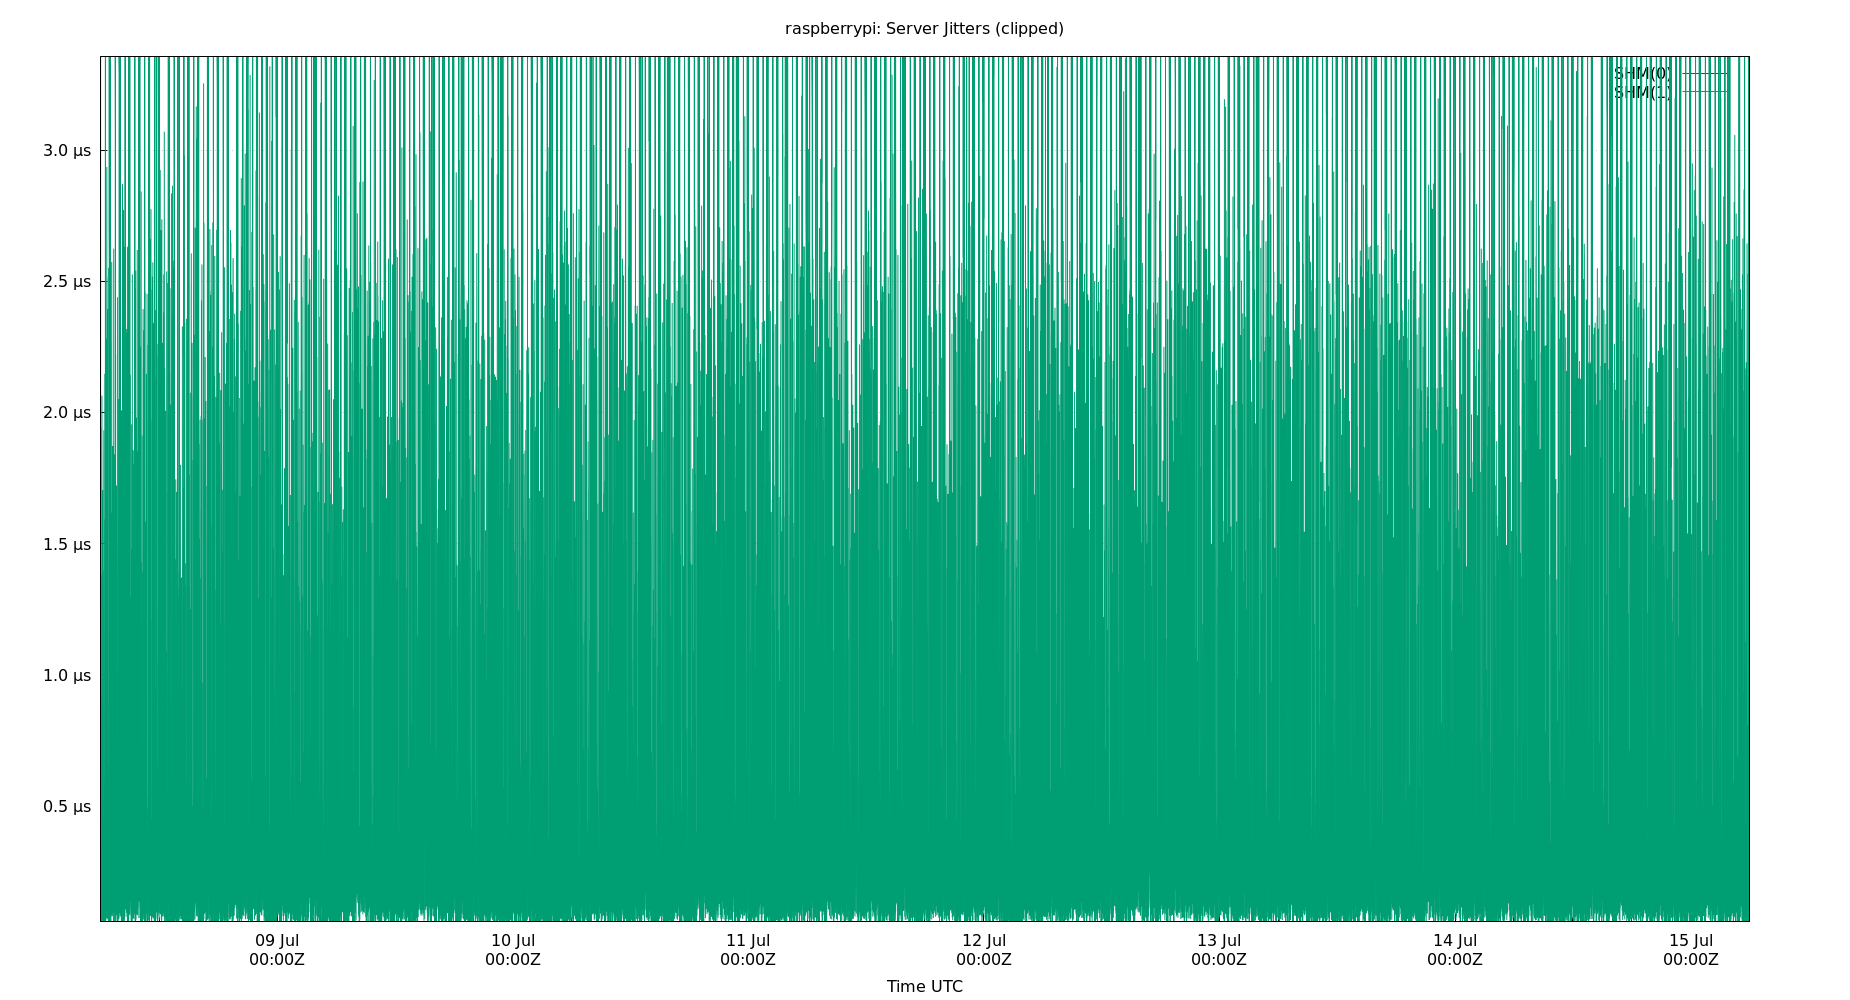 raspberrypi: Server Jitters (clipped)
SHM(0)
SHM(1)
3.0 μs
2.5 μs
2.0 μs
1.5 μs
1.0 μs
0.5 μs
09 Jul 10 Jul 11 Jul 12 Jul 13 Jul 14 Jul 15 Jul
00:00Z 00:00Z 00:00Z 00:00Z 00:00Z 00:00Z 00:00Z
Time UTC